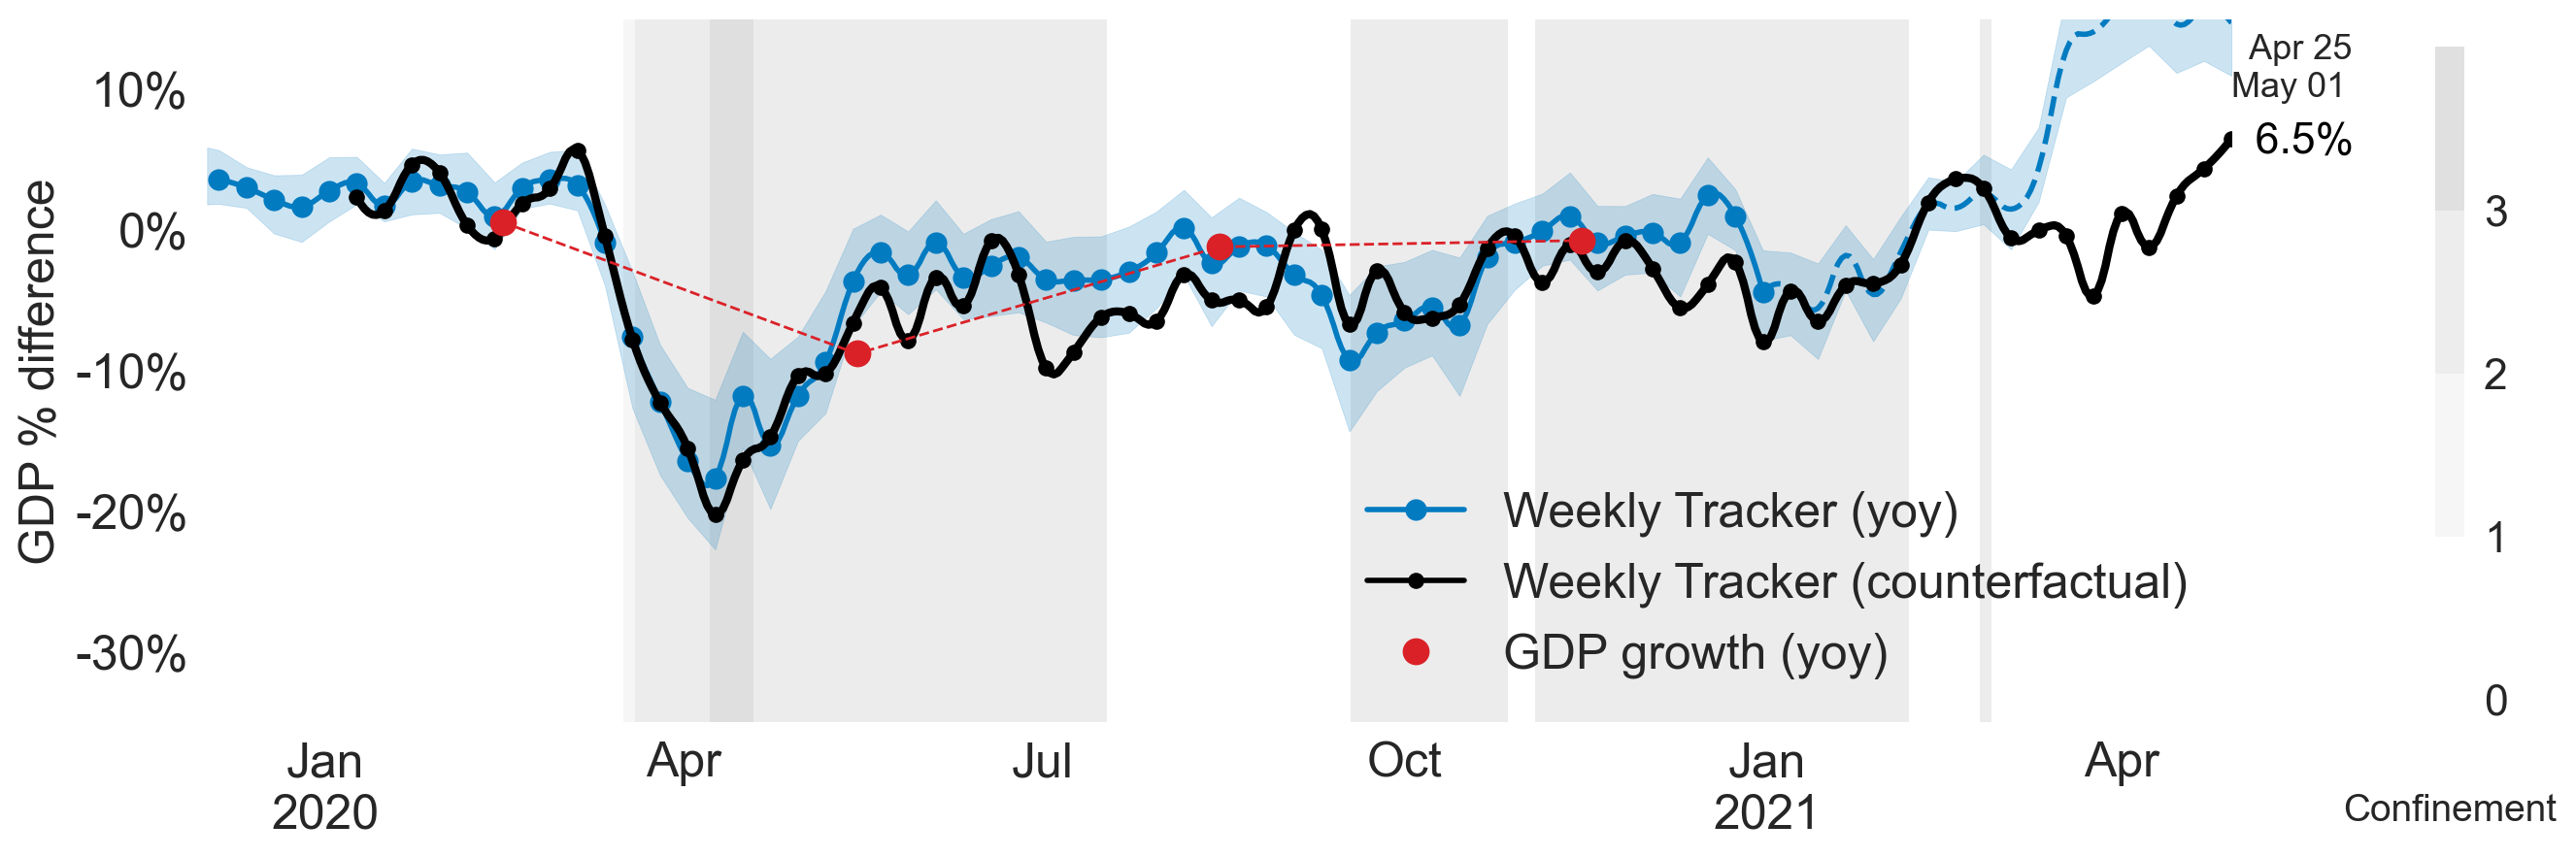 GDP % difference
10%
0%
-10%
-20%
-30%
Apr 25
May 01
6.5%
Weekly Tracker (yoy)
Weekly Tracker (counterfactual)
GDP growth (yoy)
Jan
2020
Apr
Jul
Oct
Jan
2021
Apr
3
2
1
0
Confinement